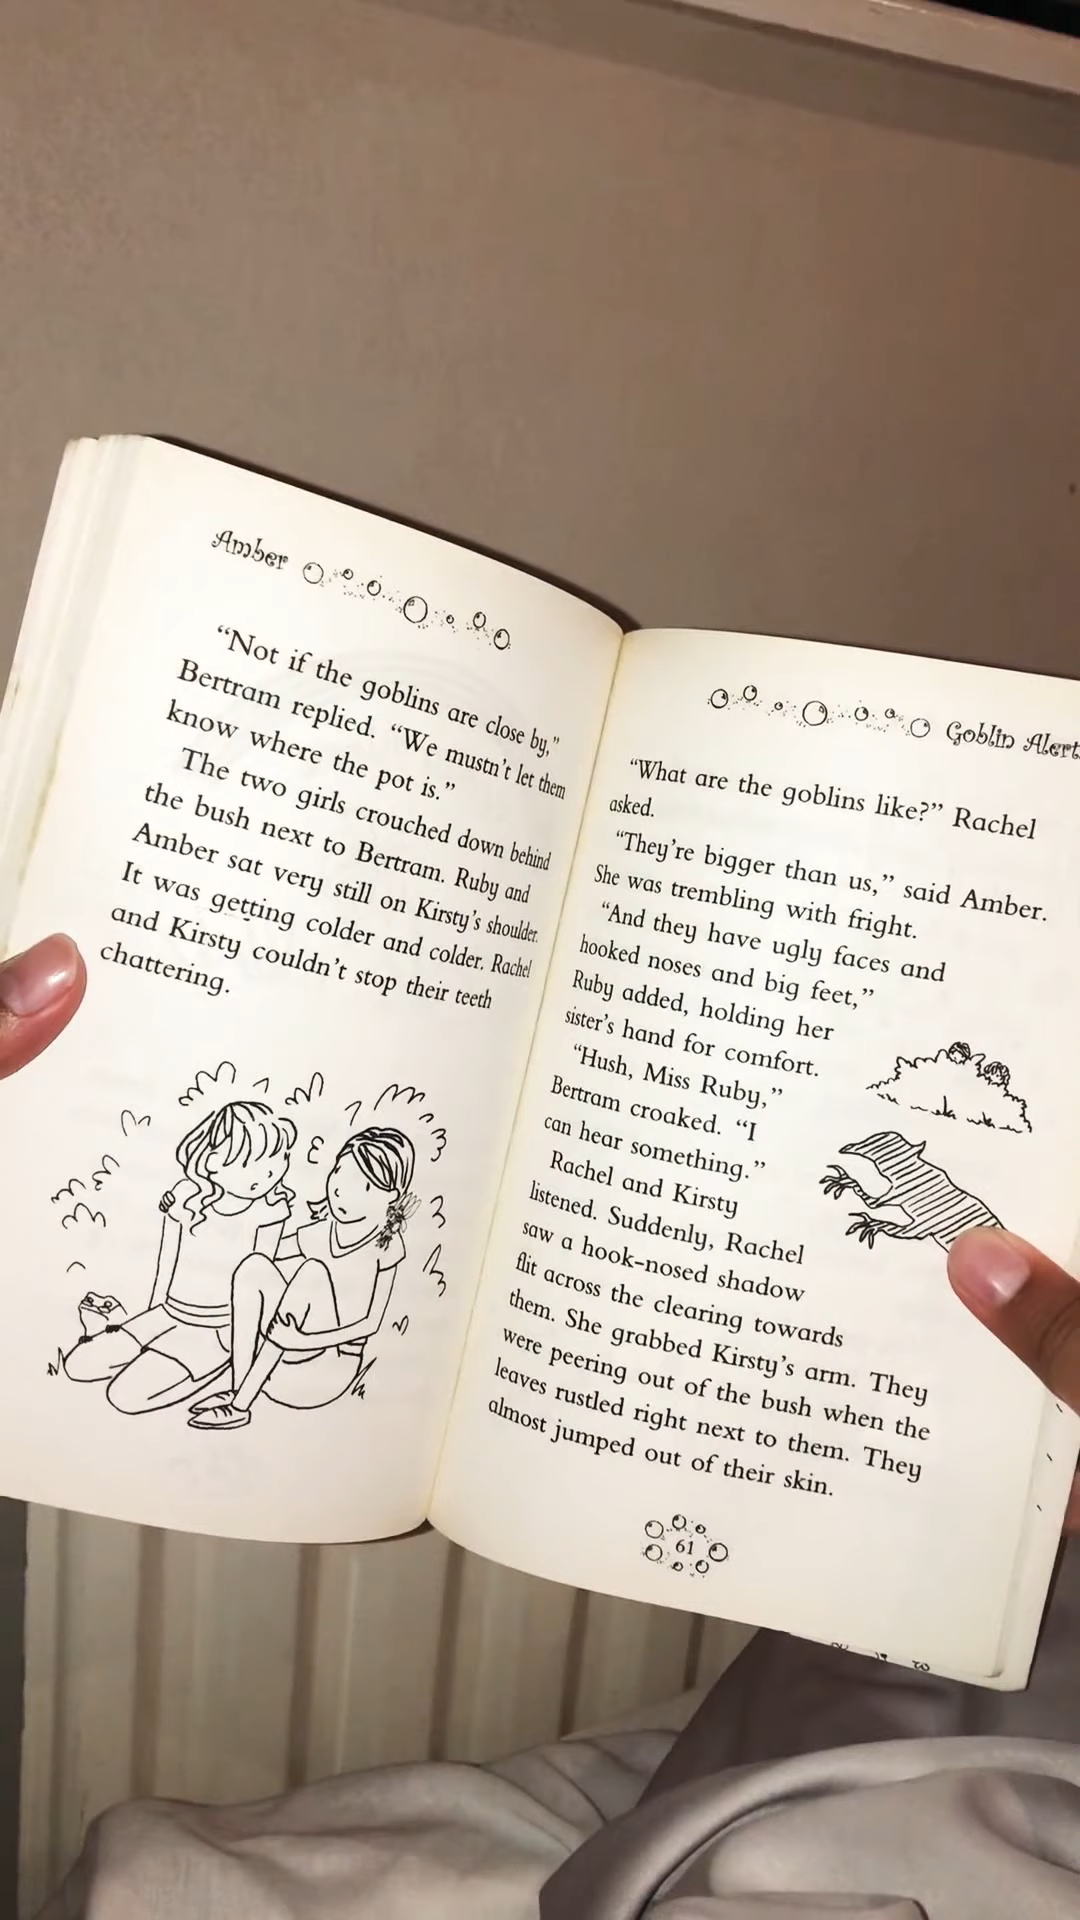 Amber
“Not if the goblins are close by,”
Bertram replied. “We mustn’t let them
know where the pot is.”
The two girls crouched down behind
the bush next to Bertram. Ruby and
Amber sat very still on Kirsty’s shoulder.
It was getting colder and colder. Rachel
and Kirsty couldn’t stop their teeth
chattering.
Goblin Alert
“What are the goblins like?” Rachel
asked.
“They’re bigger than us,” said Amber.
She was trembling with fright.
“And they have ugly faces and
hooked noses and big feet,”
Ruby added, holding her
sister’s hand for comfort.
“Hush, Miss Ruby,”
Bertram croaked. “I
can hear something.”
Rachel and Kirsty
listened. Suddenly, Rachel
saw a hook-nosed shadow
flit across the clearing towards
them. She grabbed Kirsty’s arm. They
were peering out of the bush when the
leaves rustled right next to them. They
almost jumped out of their skin.
61